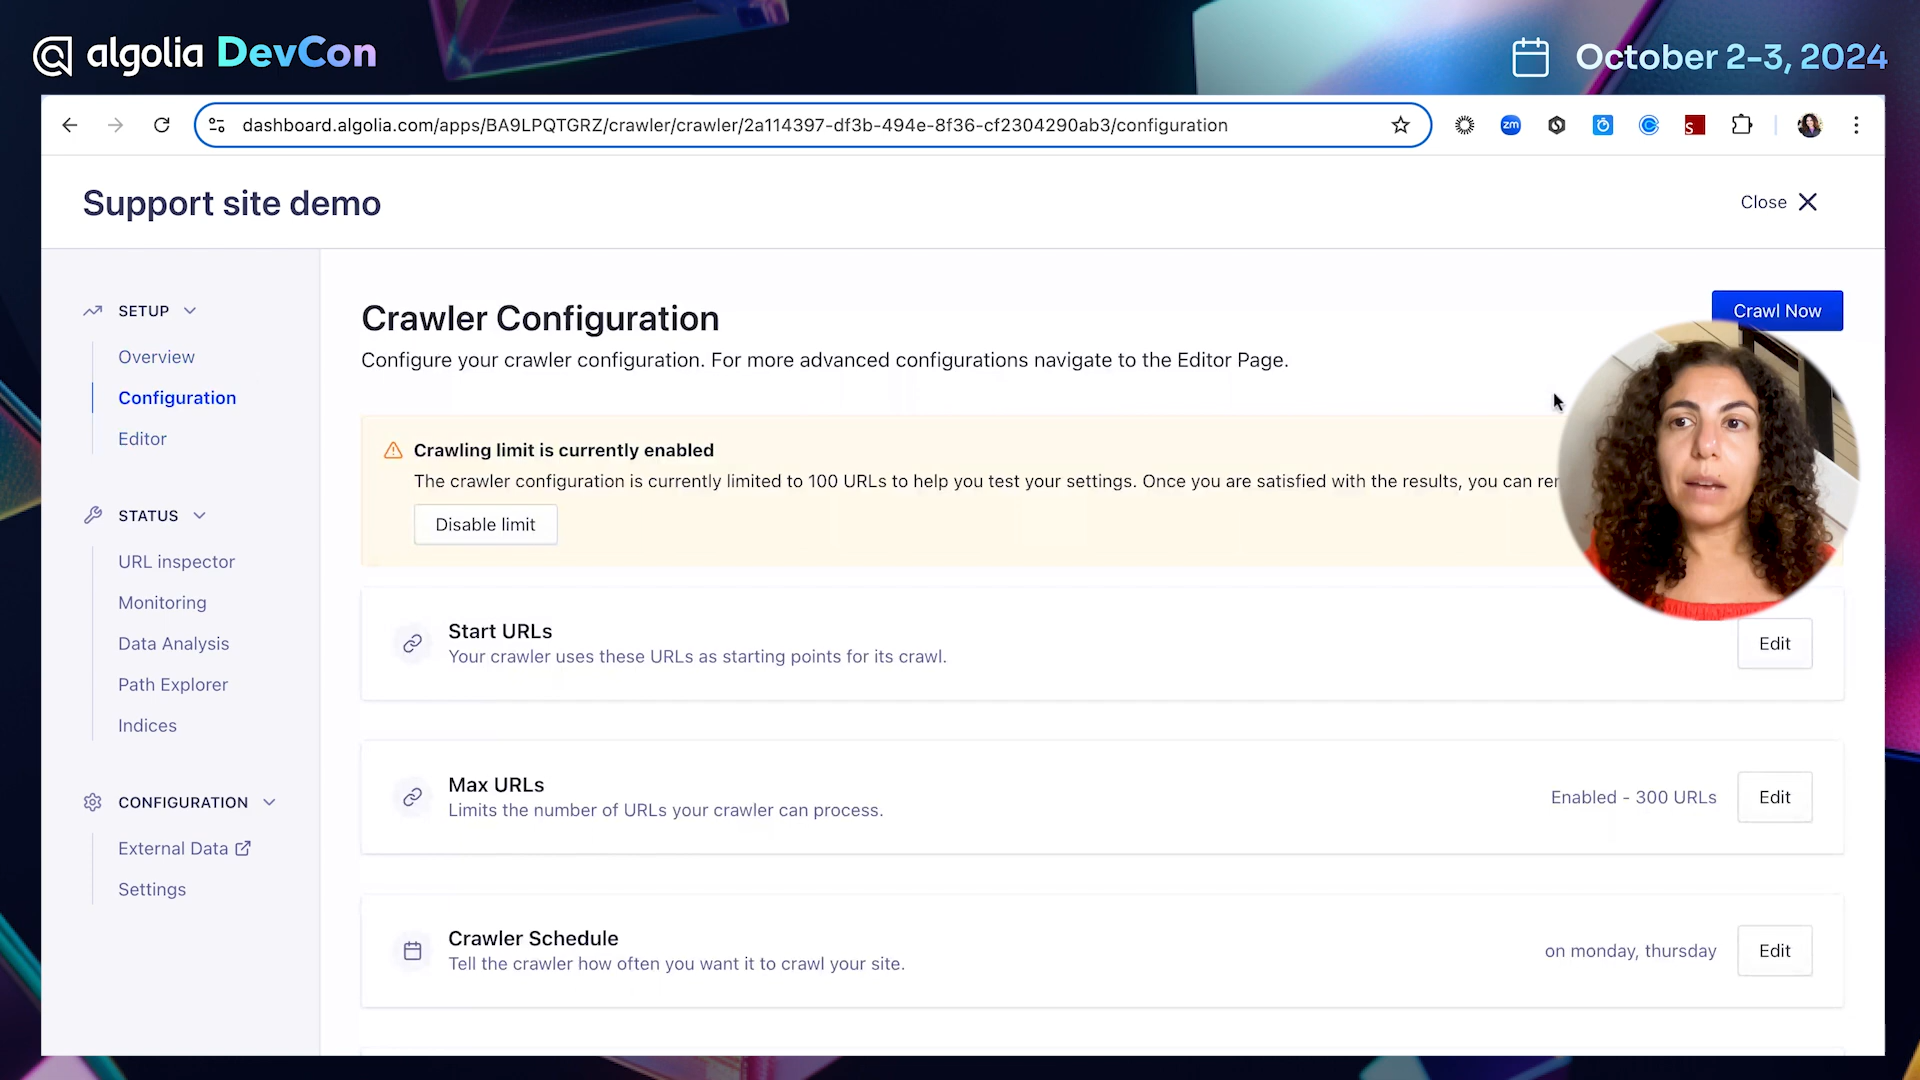 algolia DevCon
October 2-3, 2024
dashboard.algolia.com/apps/BA9LPQTGRZ/crawler/crawler/2a114397-df3b-494e-8f36-cf2304290ab3/configuration
zm
Support site demo
Close
SETUP
Overview
Configuration
Editor
STATUS
URL inspector
Monitoring
Data Analysis
Path Explorer
Indices
CONFIGURATION
External Data
Settings
Crawler Configuration
Crawl Now
Configure your crawler configuration. For more advanced configurations navigate to the Editor Page.
Crawling limit is currently enabled
The crawler configuration is currently limited to 100 URLs to help you test your settings. Once you are satisfied with the results, you can
Disable limit
Start URLs
Your crawler uses these URLs as starting points for its crawl.
Edit
Max URLs
Limits the number of URLs your crawler can process.
Enabled - 300 URLs
Edit
Crawler Schedule
Tell the crawler how often you want it to crawl your site.
on monday, thursday
Edit